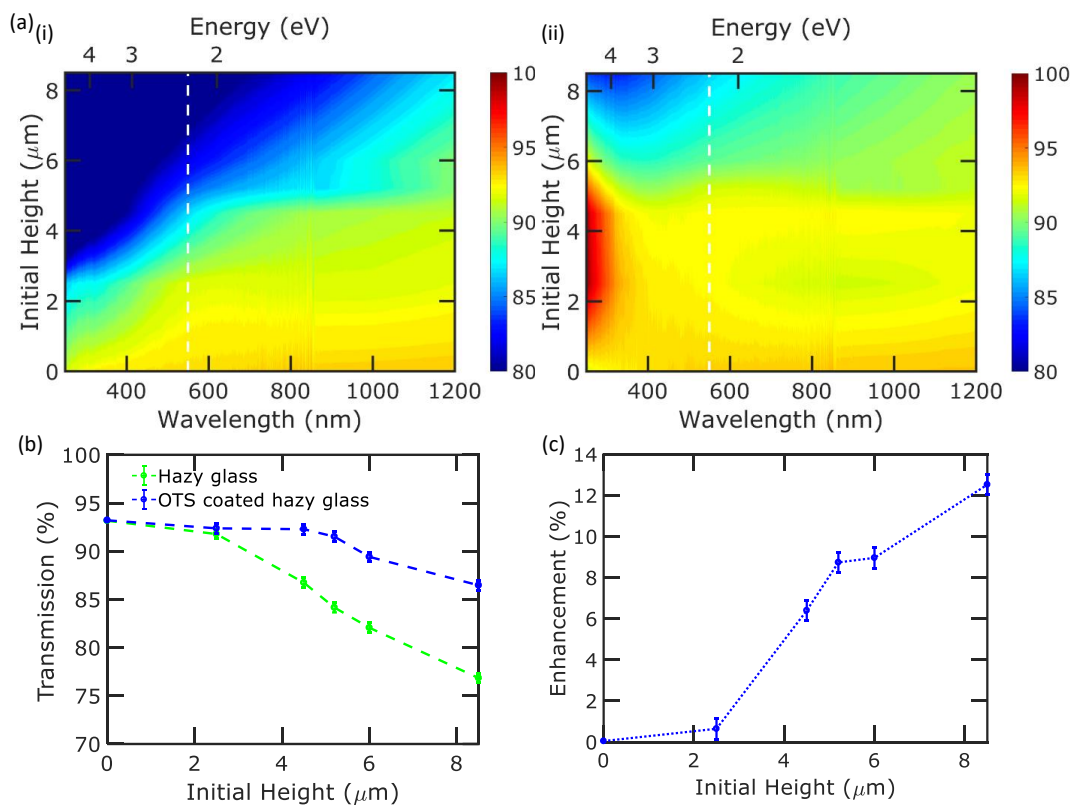 (a)
(i)
Energy (eV)
4 3 2
8
6
4
2
0
Initial Height (μm)
400 600 800 1000 1200
Wavelength (nm)
10
95
90
85
80
(ii)
Energy (eV)
4 3 2
8
6
4
2
0
Initial Height (μm)
400 600 800 1000 1200
Wavelength (nm)
100
95
90
85
80
(b)
100
95
90
85
80
75
70
Transmission (%)
Hazy glass
OTS coated hazy glass
0 2 4 6 8
Initial Height (μm)
(c)
14
12
10
8
6
4
2
0
Enhancement (%)
0 2 4 6 8
Initial Height (μm)